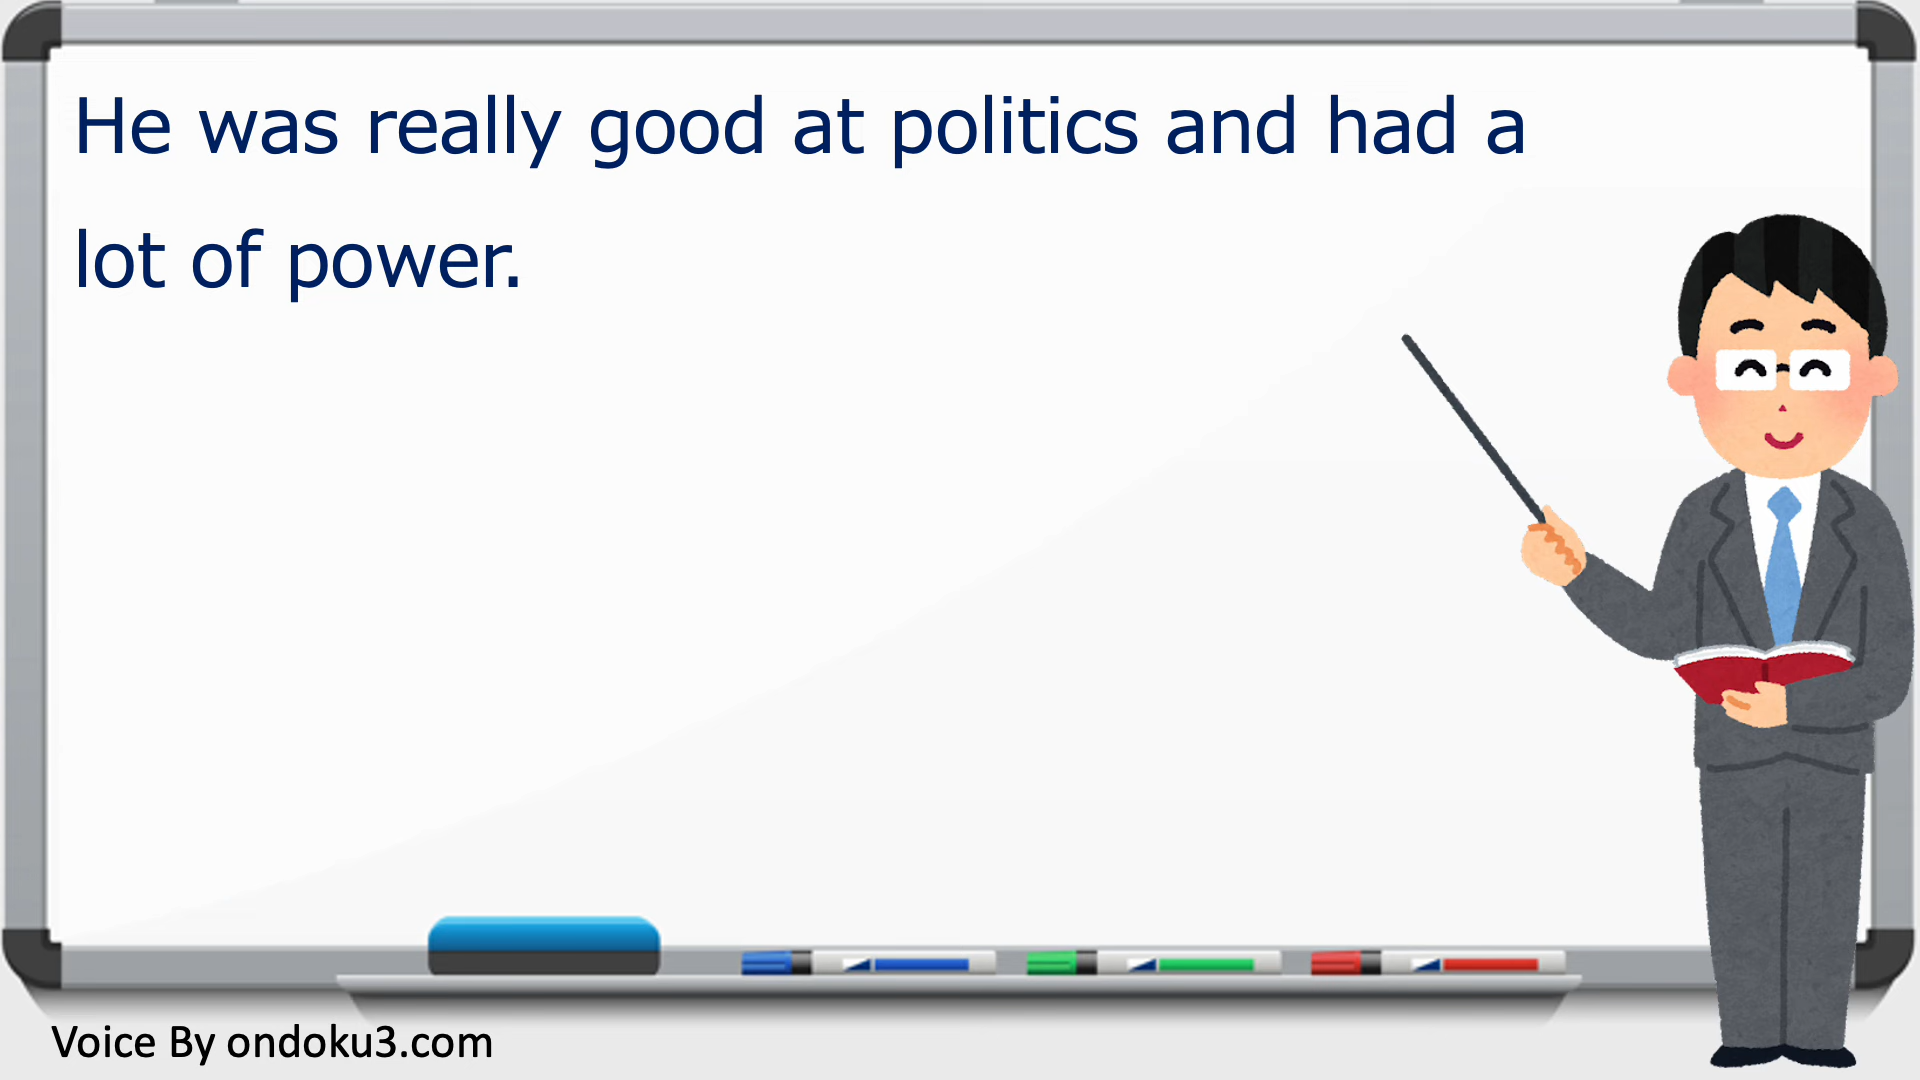 He was really good at politics and had a
lot of power.
Voice By ondoku3.com